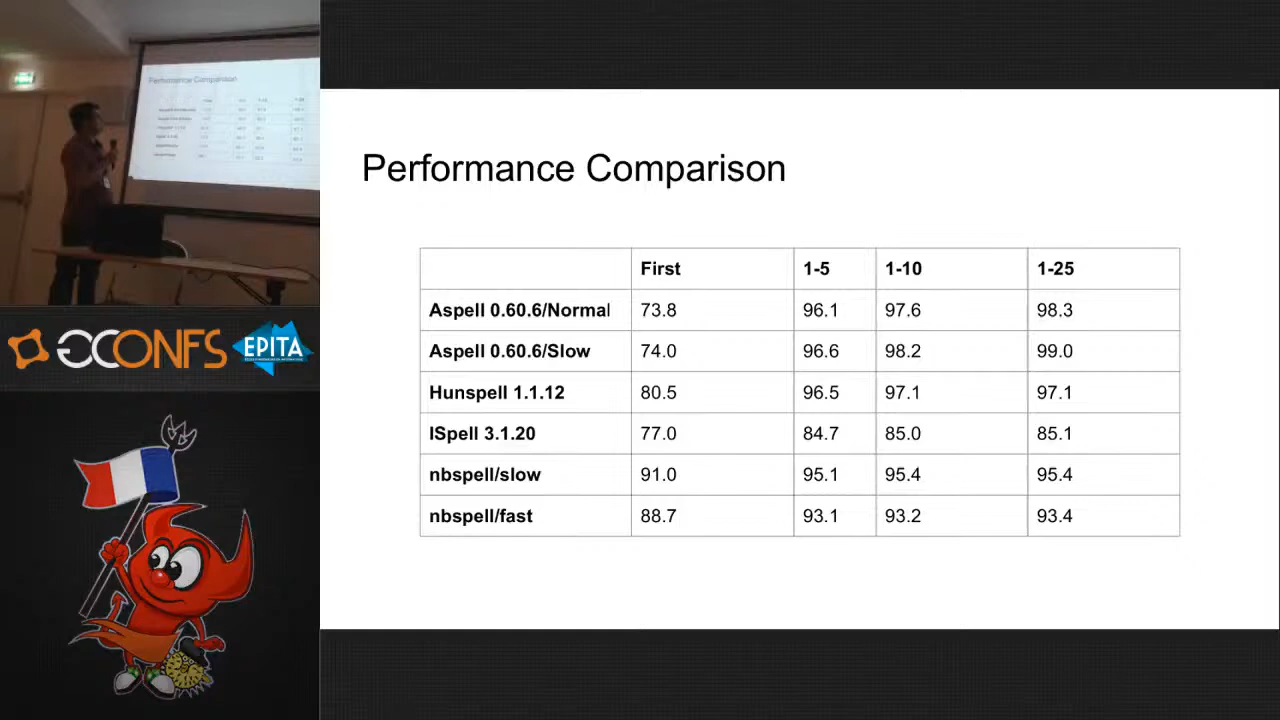 Performance Comparison
First 1-5 1-10 1-25
Aspell 0.60.6/Normal 73.8 96.1 97.6 98.3
Aspell 0.60.6/Slow 74.0 96.6 98.2 99.0
Hunspell 1.1.12 80.5 96.5 97.1 97.1
ISpell 3.1.20 77.0 84.7 85.0 85.1
nbspell/slow 91.0 95.1 95.4 95.4
nbspell/fast 88.7 93.1 93.2 93.4
Performance Comparison
GCONFS
EPITA